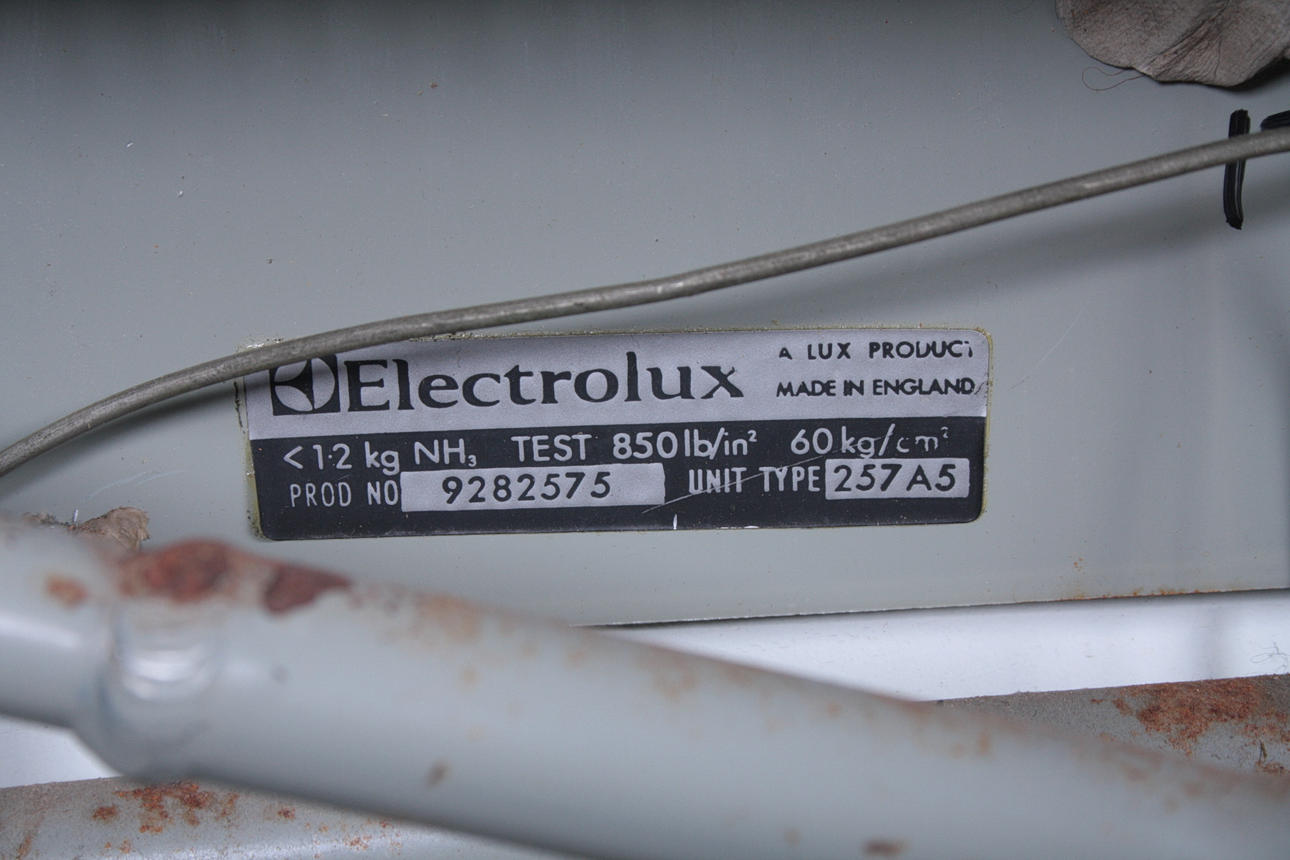 Electrolux
A LUX PRODUCT
MADE IN ENGLAND
<1·2 kg NH₃ TEST 850 lb/in² 60 kg/cm²
PROD NO 9282575 UNIT TYPE 257A5